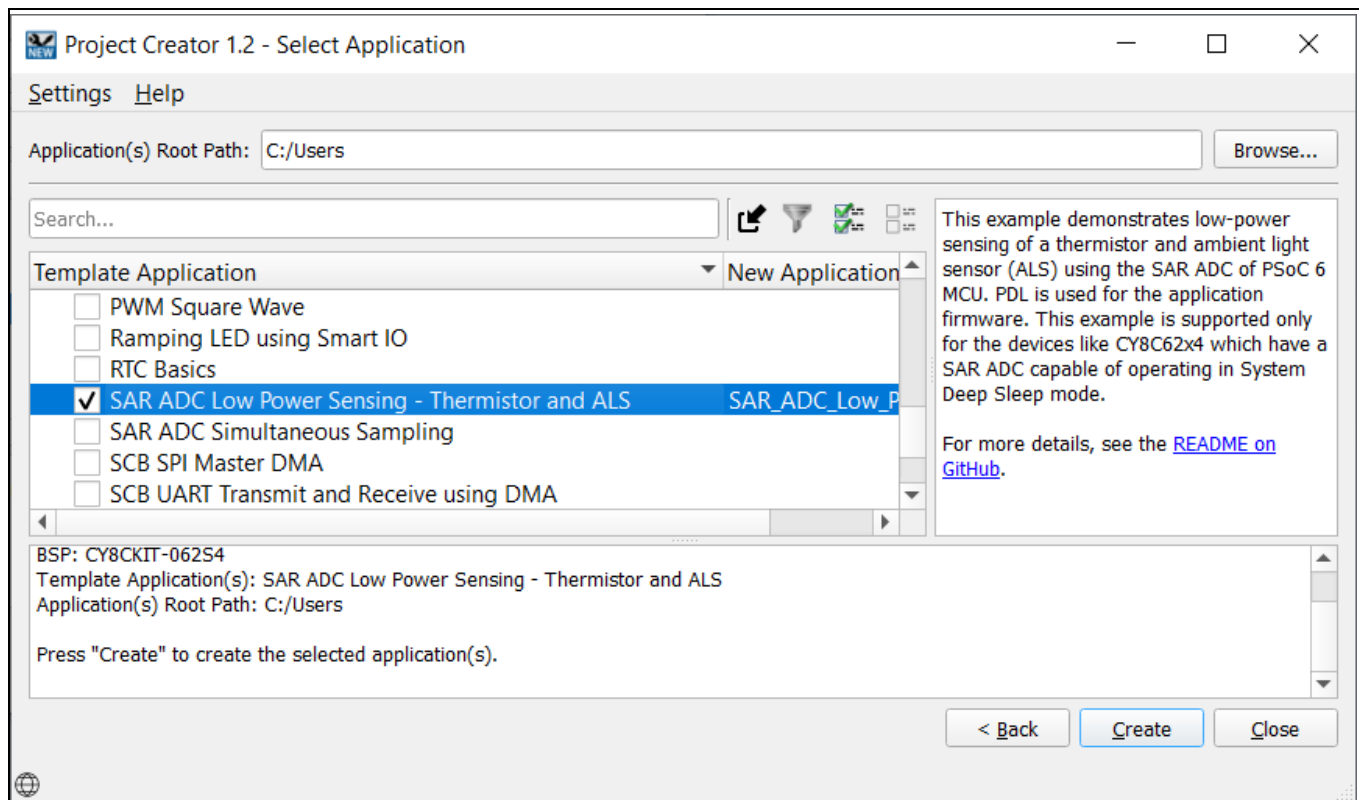 NEW
Project Creator 1.2 - Select Application
Settings Help
Application(s) Root Path: C:/Users Browse...
Search...
Template Application New Application
PWM Square Wave
Ramping LED using Smart IO
RTC Basics
SAR ADC Low Power Sensing - Thermistor and ALS SAR_ADC_Low_P
SAR ADC Simultaneous Sampling
SCB SPI Master DMA
SCB UART Transmit and Receive using DMA
This example demonstrates low-power
sensing of a thermistor and ambient light
sensor (ALS) using the SAR ADC of PSoC 6
MCU. PDL is used for the application
firmware. This example is supported only
for the devices like CY8C62x4 which have a
SAR ADC capable of operating in System
Deep Sleep mode.
For more details, see the README on
GitHub.
BSP: CY8CKIT-062S4
Template Application(s): SAR ADC Low Power Sensing - Thermistor and ALS
Application(s) Root Path: C:/Users
Press "Create" to create the selected application(s).
< Back Create Close